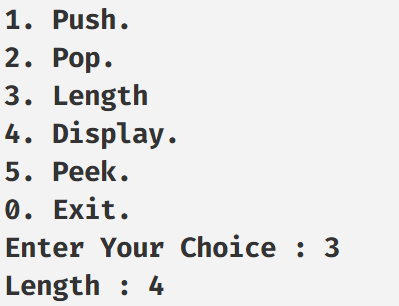 1. Push.
2. Pop.
3. Length
4. Display.
5. Peek.
0. Exit.
Enter Your Choice : 3
Length : 4